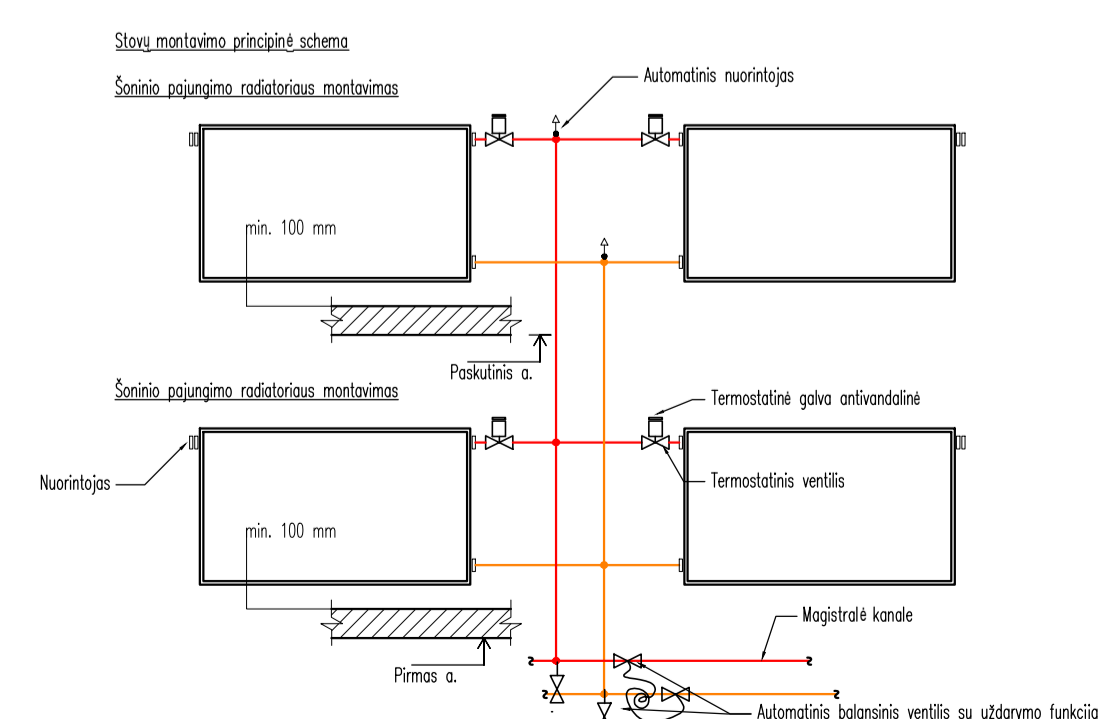 Stovų montavimo principinė schema
Šoninio pajungimo radiatoriaus montavimas
Automatinis nuorintojas
min. 100 mm
Paskutinis a.
Šoninio pajungimo radiatoriaus montavimas
Termostatinė galva antivandalinė
Nuorintojas
Termostatinis ventilis
min. 100 mm
Magistralė kanale
Pirmas a.
Automatinis balansinis ventilis su uždarymo funkcija